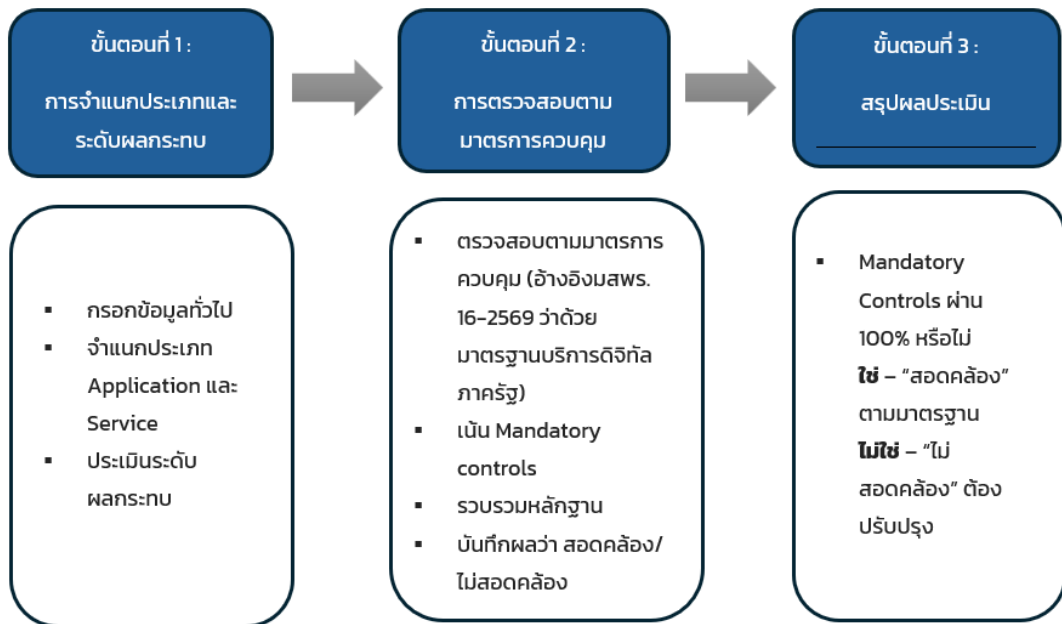 ขั้นตอนที่ 1 :
การจำแนกประเภทและ
ระดับผลกระทบ
ขั้นตอนที่ 2 :
การตรวจสอบตาม
มาตรการควบคุม
ขั้นตอนที่ 3 :
สรุปผลประเมิน
▪ กรอกข้อมูลทั่วไป
▪ จำแนกประเภท
Application และ
Service
▪ ประเมินระดับ
ผลกระทบ
▪ ตรวจสอบตามมาตรการ
ควบคุม (อ้างอิงมสพร.
16-2569 ว่าด้วย
มาตรฐานบริการดิจิทัล
ภาครัฐ)
▪ เน้น Mandatory
controls
▪ รวบรวมหลักฐาน
▪ บันทึกผลว่า สอดคล้อง/
ไม่สอดคล้อง
▪ Mandatory
Controls ผ่าน
100% หรือไม่
ใช่ – “สอดคล้อง”
ตามมาตรฐาน
ไม่ใช่ – “ไม่
สอดคล้อง” ต้อง
ปรับปรุง